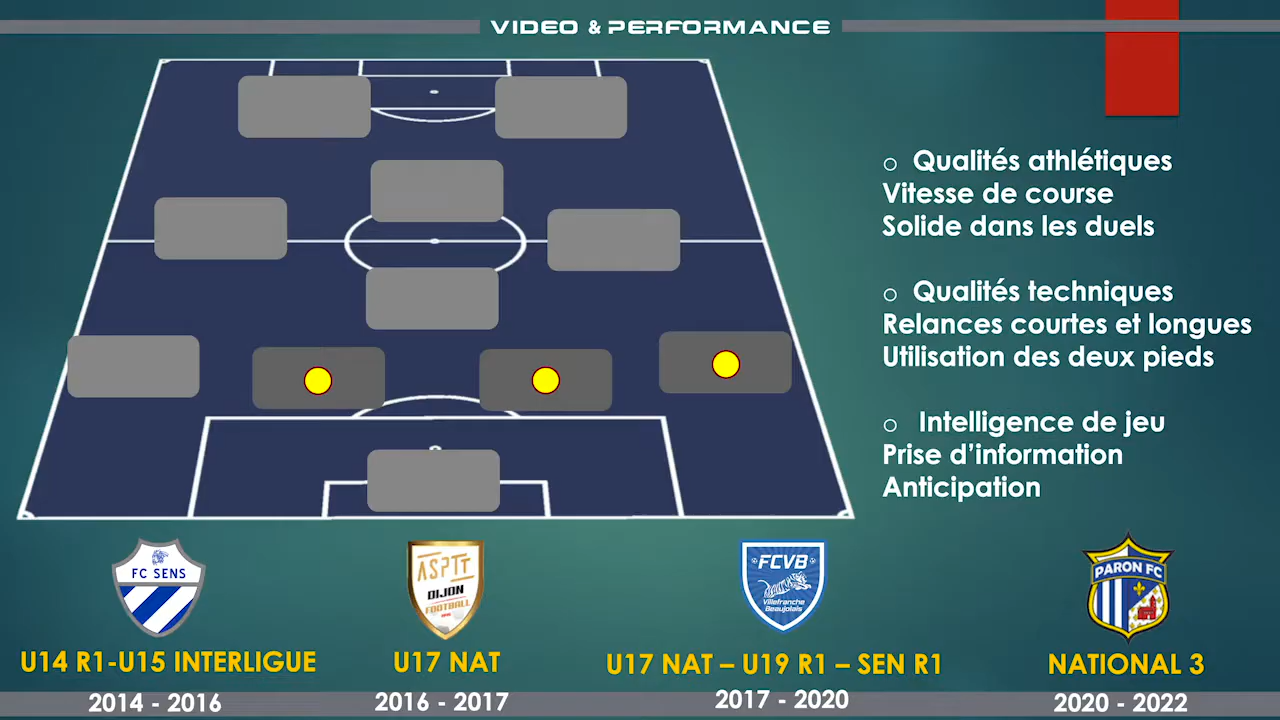 VIDEO & PERFORMANCE
o Qualités athlétiques
Vitesse de course
Solide dans les duels
o Qualités techniques
Relances courtes et longues
Utilisation des deux pieds
o Intelligence de jeu
Prise d’information
Anticipation
FC SENS
ASPTT
DIJON
FOOTBALL
FCVB
Villefranche
Beaujolais
PARON FC
U14 R1-U15 INTERLIGUE
U17 NAT
U17 NAT – U19 R1 – SEN R1
NATIONAL 3
2014 - 2016
2016 - 2017
2017 - 2020
2020 - 2022